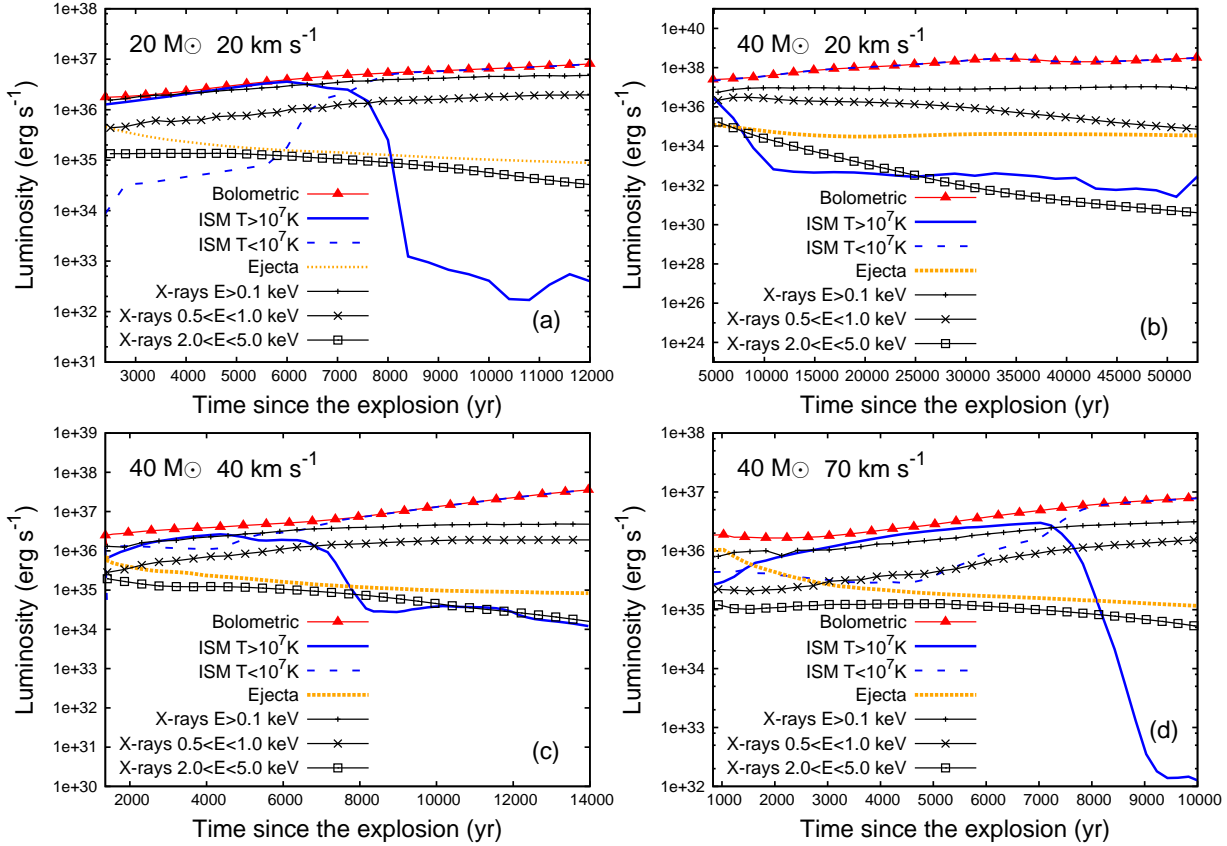 20 M☉ 20 km s⁻¹
1e+38
1e+37
1e+36
1e+35
1e+34
1e+33
1e+32
1e+31
Luminosity (erg s⁻¹)
Bolometric
ISM T>10⁷K
ISM T<10⁷K
Ejecta
X-rays E>0.1 keV
X-rays 0.5<E<1.0 keV
X-rays 2.0<E<5.0 keV
(a)
3000 4000 5000 6000 7000 8000 9000 10000 11000 12000
Time since the explosion (yr)
40 M☉ 20 km s⁻¹
1e+40
1e+38
1e+36
1e+34
1e+32
1e+30
1e+28
1e+26
1e+24
Luminosity (erg s⁻¹)
Bolometric
ISM T>10⁷K
ISM T<10⁷K
Ejecta
X-rays E>0.1 keV
X-rays 0.5<E<1.0 keV
X-rays 2.0<E<5.0 keV
(b)
5000 10000 15000 20000 25000 30000 35000 40000 45000 50000
Time since the explosion (yr)
40 M☉ 40 km s⁻¹
1e+39
1e+38
1e+37
1e+36
1e+35
1e+34
1e+33
1e+32
1e+31
1e+30
Luminosity (erg s⁻¹)
Bolometric
ISM T>10⁷K
ISM T<10⁷K
Ejecta
X-rays E>0.1 keV
X-rays 0.5<E<1.0 keV
X-rays 2.0<E<5.0 keV
(c)
2000 4000 6000 8000 10000 12000 14000
Time since the explosion (yr)
40 M☉ 70 km s⁻¹
1e+38
1e+37
1e+36
1e+35
1e+34
1e+33
1e+32
Luminosity (erg s⁻¹)
Bolometric
ISM T>10⁷K
ISM T<10⁷K
Ejecta
X-rays E>0.1 keV
X-rays 0.5<E<1.0 keV
X-rays 2.0<E<5.0 keV
(d)
1000 2000 3000 4000 5000 6000 7000 8000 9000 10000
Time since the explosion (yr)